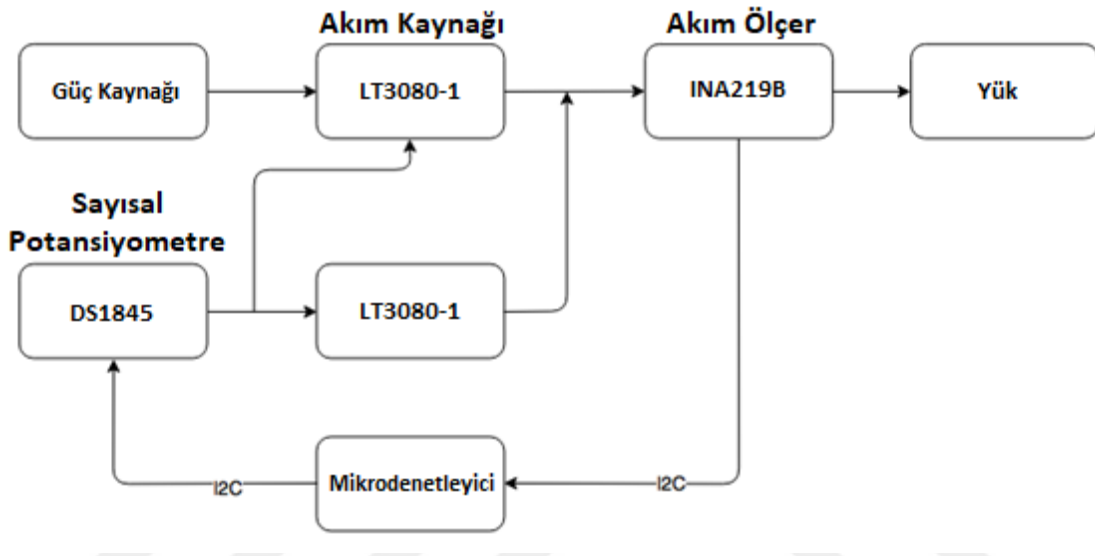 Akım Kaynağı
Akım Ölçer
Güç Kaynağı
LT3080-1
INA219B
Yük
Sayısal
Potansiyometre
DS1845
LT3080-1
Mikrodenetleyici
I2C
I2C